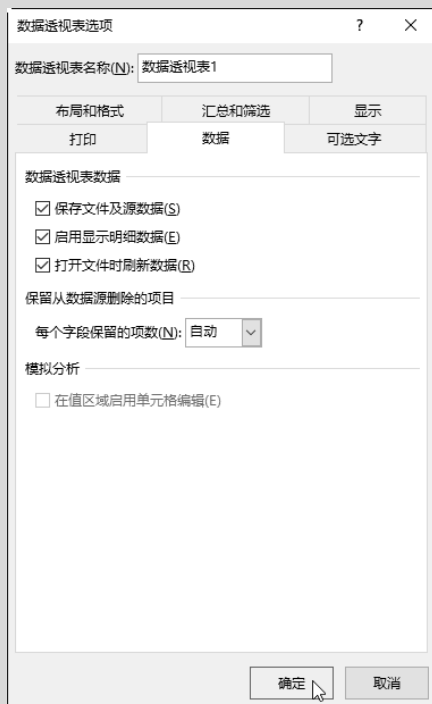 数据透视表选项 ? ×
数据透视表名称(N): 数据透视表1
布局和格式 汇总和筛选 显示
打印 数据 可选文字
数据透视表数据
保存文件及源数据(S)
启用显示明细数据(E)
打开文件时刷新数据(R)
保留从数据源删除的项目
每个字段保留的项数(N): 自动
模拟分析
在值区域启用单元格编辑(E)
确定 取消